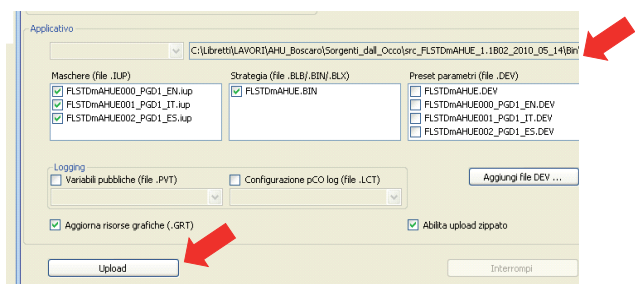 Applicativo
C:\Libretti\LAVORI\AHU_Boscaro\Sorgenti_dall_Occo\src_FLSTDmAHUE_1.1B02_2010_05_14\Bin\
Maschere (file .IUP)
Strategia (file .BLB/.BIN/.BLX)
Preset parametri (file .DEV)
FLSTDmAHUE000_PGD1_EN.iup
FLSTDmAHUE001_PGD1_IT.iup
FLSTDmAHUE002_PGD1_ES.iup
FLSTDmAHUE.BIN
FLSTDmAHUE.DEV
FLSTDmAHUE000_PGD1_EN.DEV
FLSTDmAHUE001_PGD1_IT.DEV
FLSTDmAHUE002_PGD1_ES.DEV
Logging
Variabili pubbliche (file .PVT)
Configurazione pCO log (file .LCT)
Aggiungi file DEV ...
Aggiorna risorse grafiche (.GRT)
Abilita upload zippato
Upload
Interrompi